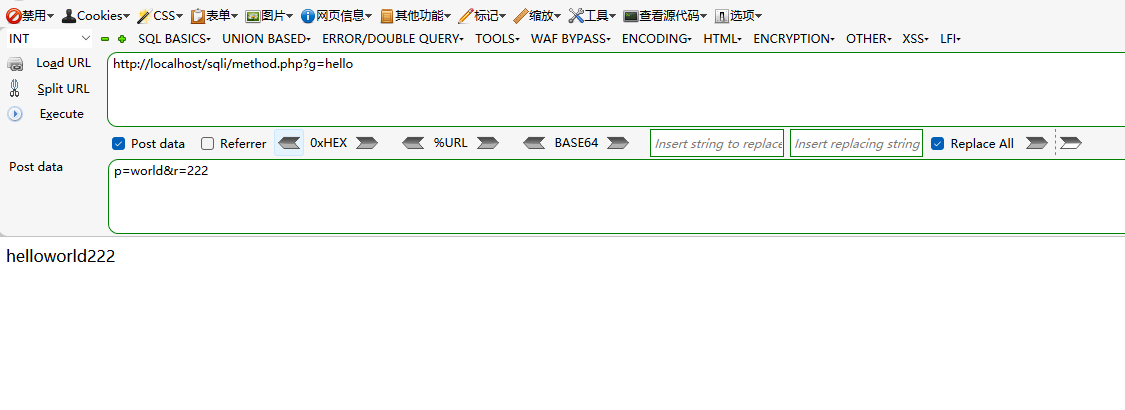 禁用 Cookies CSS 表单 图片 网页信息 其他功能 标记 缩放 工具 查看源代码 选项
INT SQL BASICS UNION BASED ERROR/DOUBLE QUERY TOOLS WAF BYPASS ENCODING HTML ENCRYPTION OTHER XSS LFI
Load URL http://localhost/sqli/method.php?g=hello
Split URL
Execute
Post data Referrer 0xHEX %URL BASE64 Insert string to replace Insert replacing string Replace All
Post data p=world&r=222
helloworld222